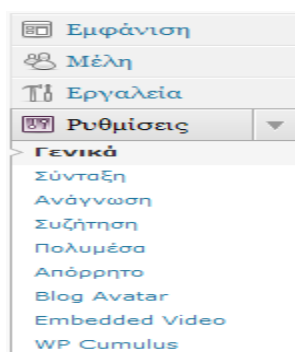 Εμφάνιση
Μέλη
Εργαλεία
Ρυθμίσεις
Γενικά
Σύνταξη
Ανάγνωση
Συζήτηση
Πολυμέσα
Απόρρητο
Blog Avatar
Embedded Video
WP Cumulus